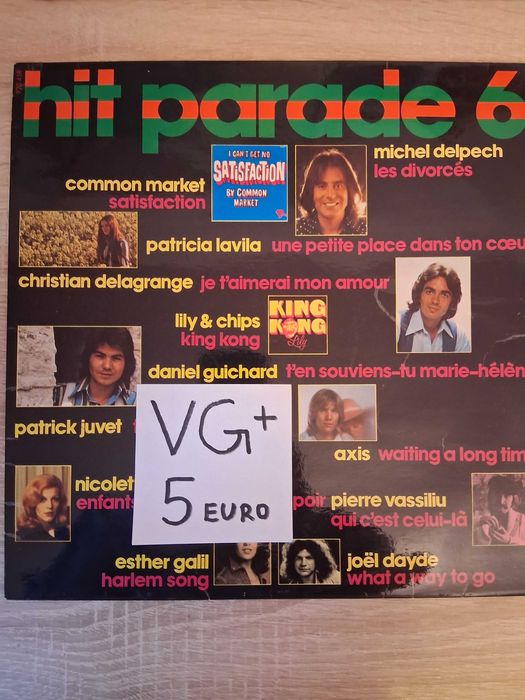 hit parade 6
michel delpech
les divorcés
I CAN'T GET NO
SATISFACTION
BY COMMON
MARKET
common market
satisfaction
patricia lavila une petite place dans ton cœu
christian delagrange je t'aimerai mon amour
lily & chips
king kong
KING
KONG
Lily
daniel guichard t'en souviens-tu marie-hélèn
patrick juvet
VG+
5 EURO
axis waiting a long tim
nicolet
enfants
poir
pierre vassiliu
qui c'est celui-là
esther galil
harlem song
joël dayde
what a way to go